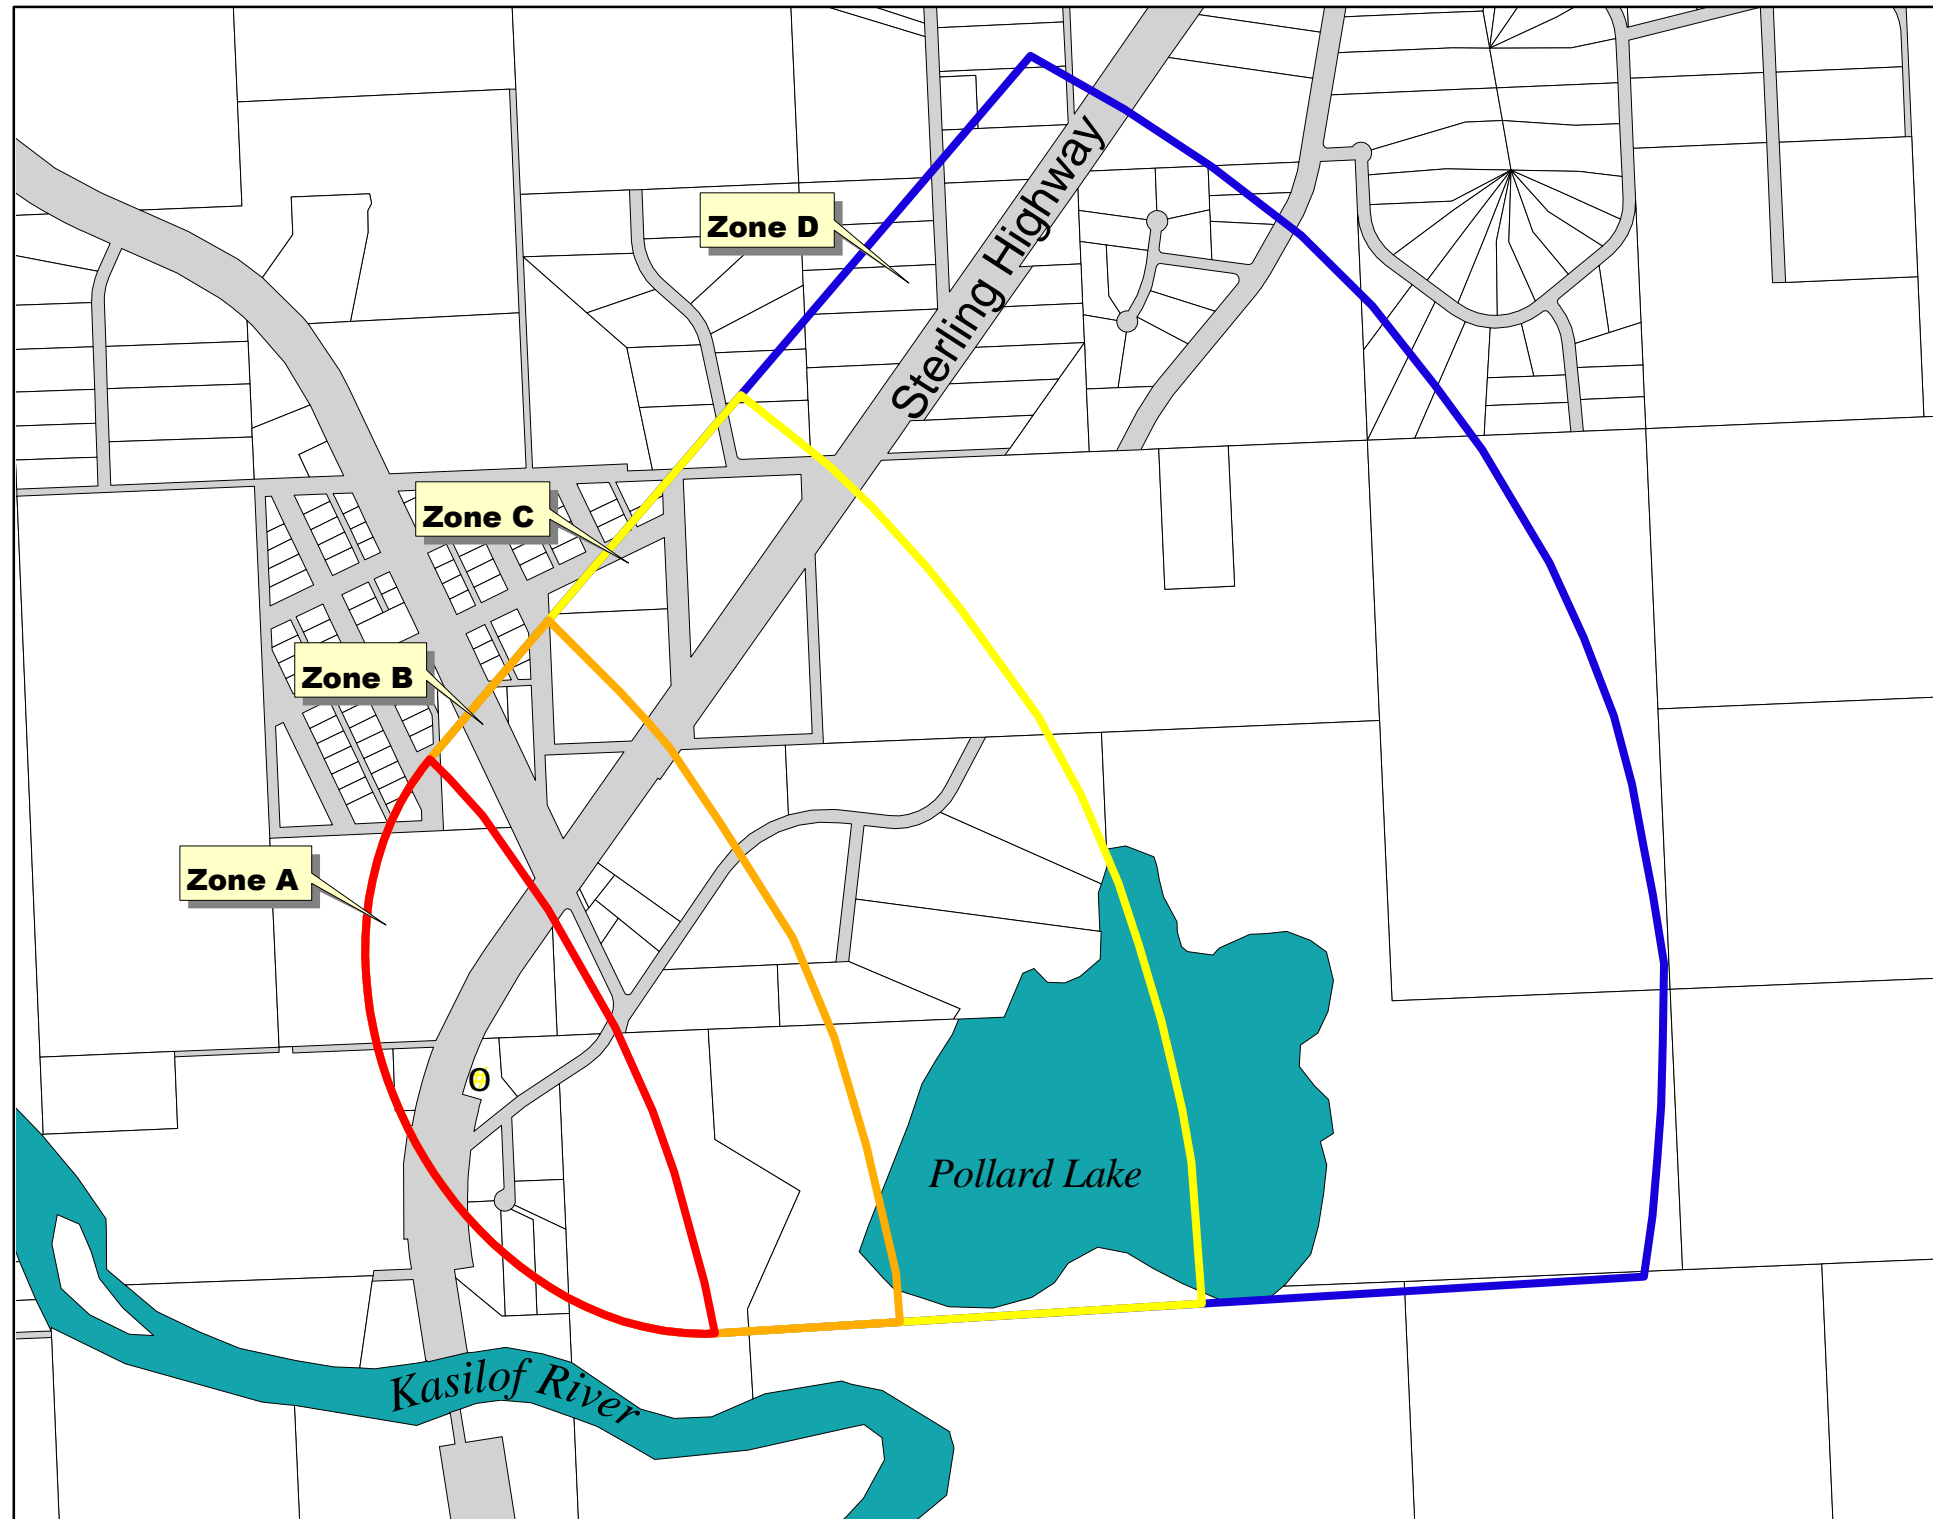 Zone D
Sterling Highway
Zone C
Zone B
Zone A
Pollard Lake
Kasilof River